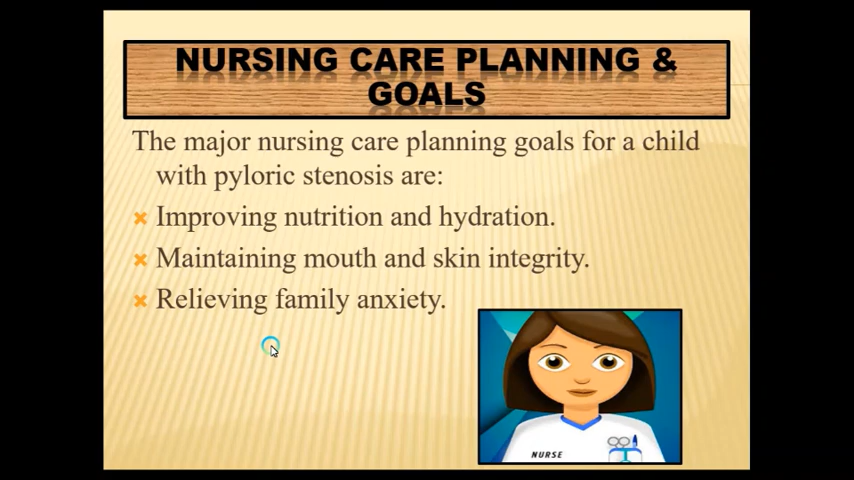 NURSING CARE PLANNING &
GOALS
The major nursing care planning goals for a child
with pyloric stenosis are:
Improving nutrition and hydration.
Maintaining mouth and skin integrity.
Relieving family anxiety.
NURSE